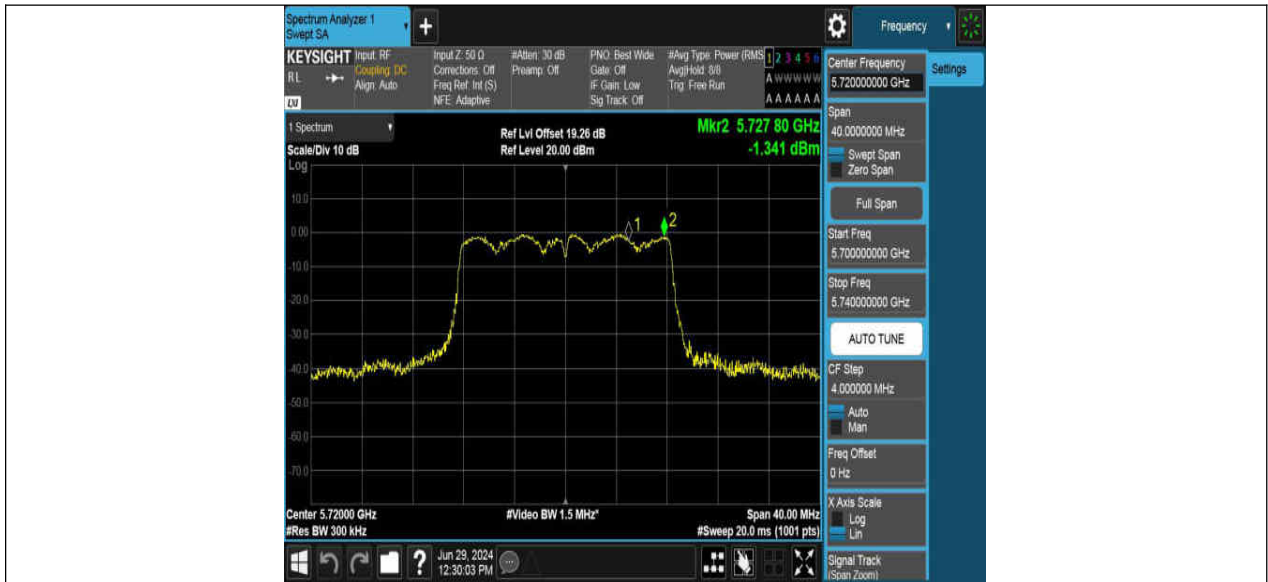 Spectrum Analyzer 1
Swept SA
+
Frequency
KEYSIGHT
RL
LXI
Input: RF
Coupling: DC
Align: Auto
Input Z: 50 Ω
Corrections: Off
Freq Ref: Int (S)
NFE: Adaptive
#Atten: 30 dB
Preamp: Off
PNO: Best Wide
Gate: Off
IF Gain: Low
Sig Track: Off
#Avg Type: Power (RMS
Avg|Hold: 8/8
Trig: Free Run
1 2 3 4 5 6
A W W W W W
A A A A A A
1 Spectrum
Scale/Div 10 dB
Log
Ref Lvl Offset 19.26 dB
Ref Level 20.00 dBm
Mkr2 5.727 80 GHz
-1.341 dBm
10.0
0.00
-10.0
-20.0
-30.0
-40.0
-50.0
-60.0
-70.0
1
2
Center 5.72000 GHz
#Res BW 300 kHz
#Video BW 1.5 MHz*
Span 40.00 MHz
#Sweep 20.0 ms (1001 pts)
?
Jun 29, 2024
12:30:03 PM
Center Frequency
5.720000000 GHz
Settings
Span
40.0000000 MHz
Swept Span
Zero Span
Full Span
Start Freq
5.700000000 GHz
Stop Freq
5.740000000 GHz
AUTO TUNE
CF Step
4.000000 MHz
Auto
Man
Freq Offset
0 Hz
X Axis Scale
Log
Lin
Signal Track
(Span Zoom)